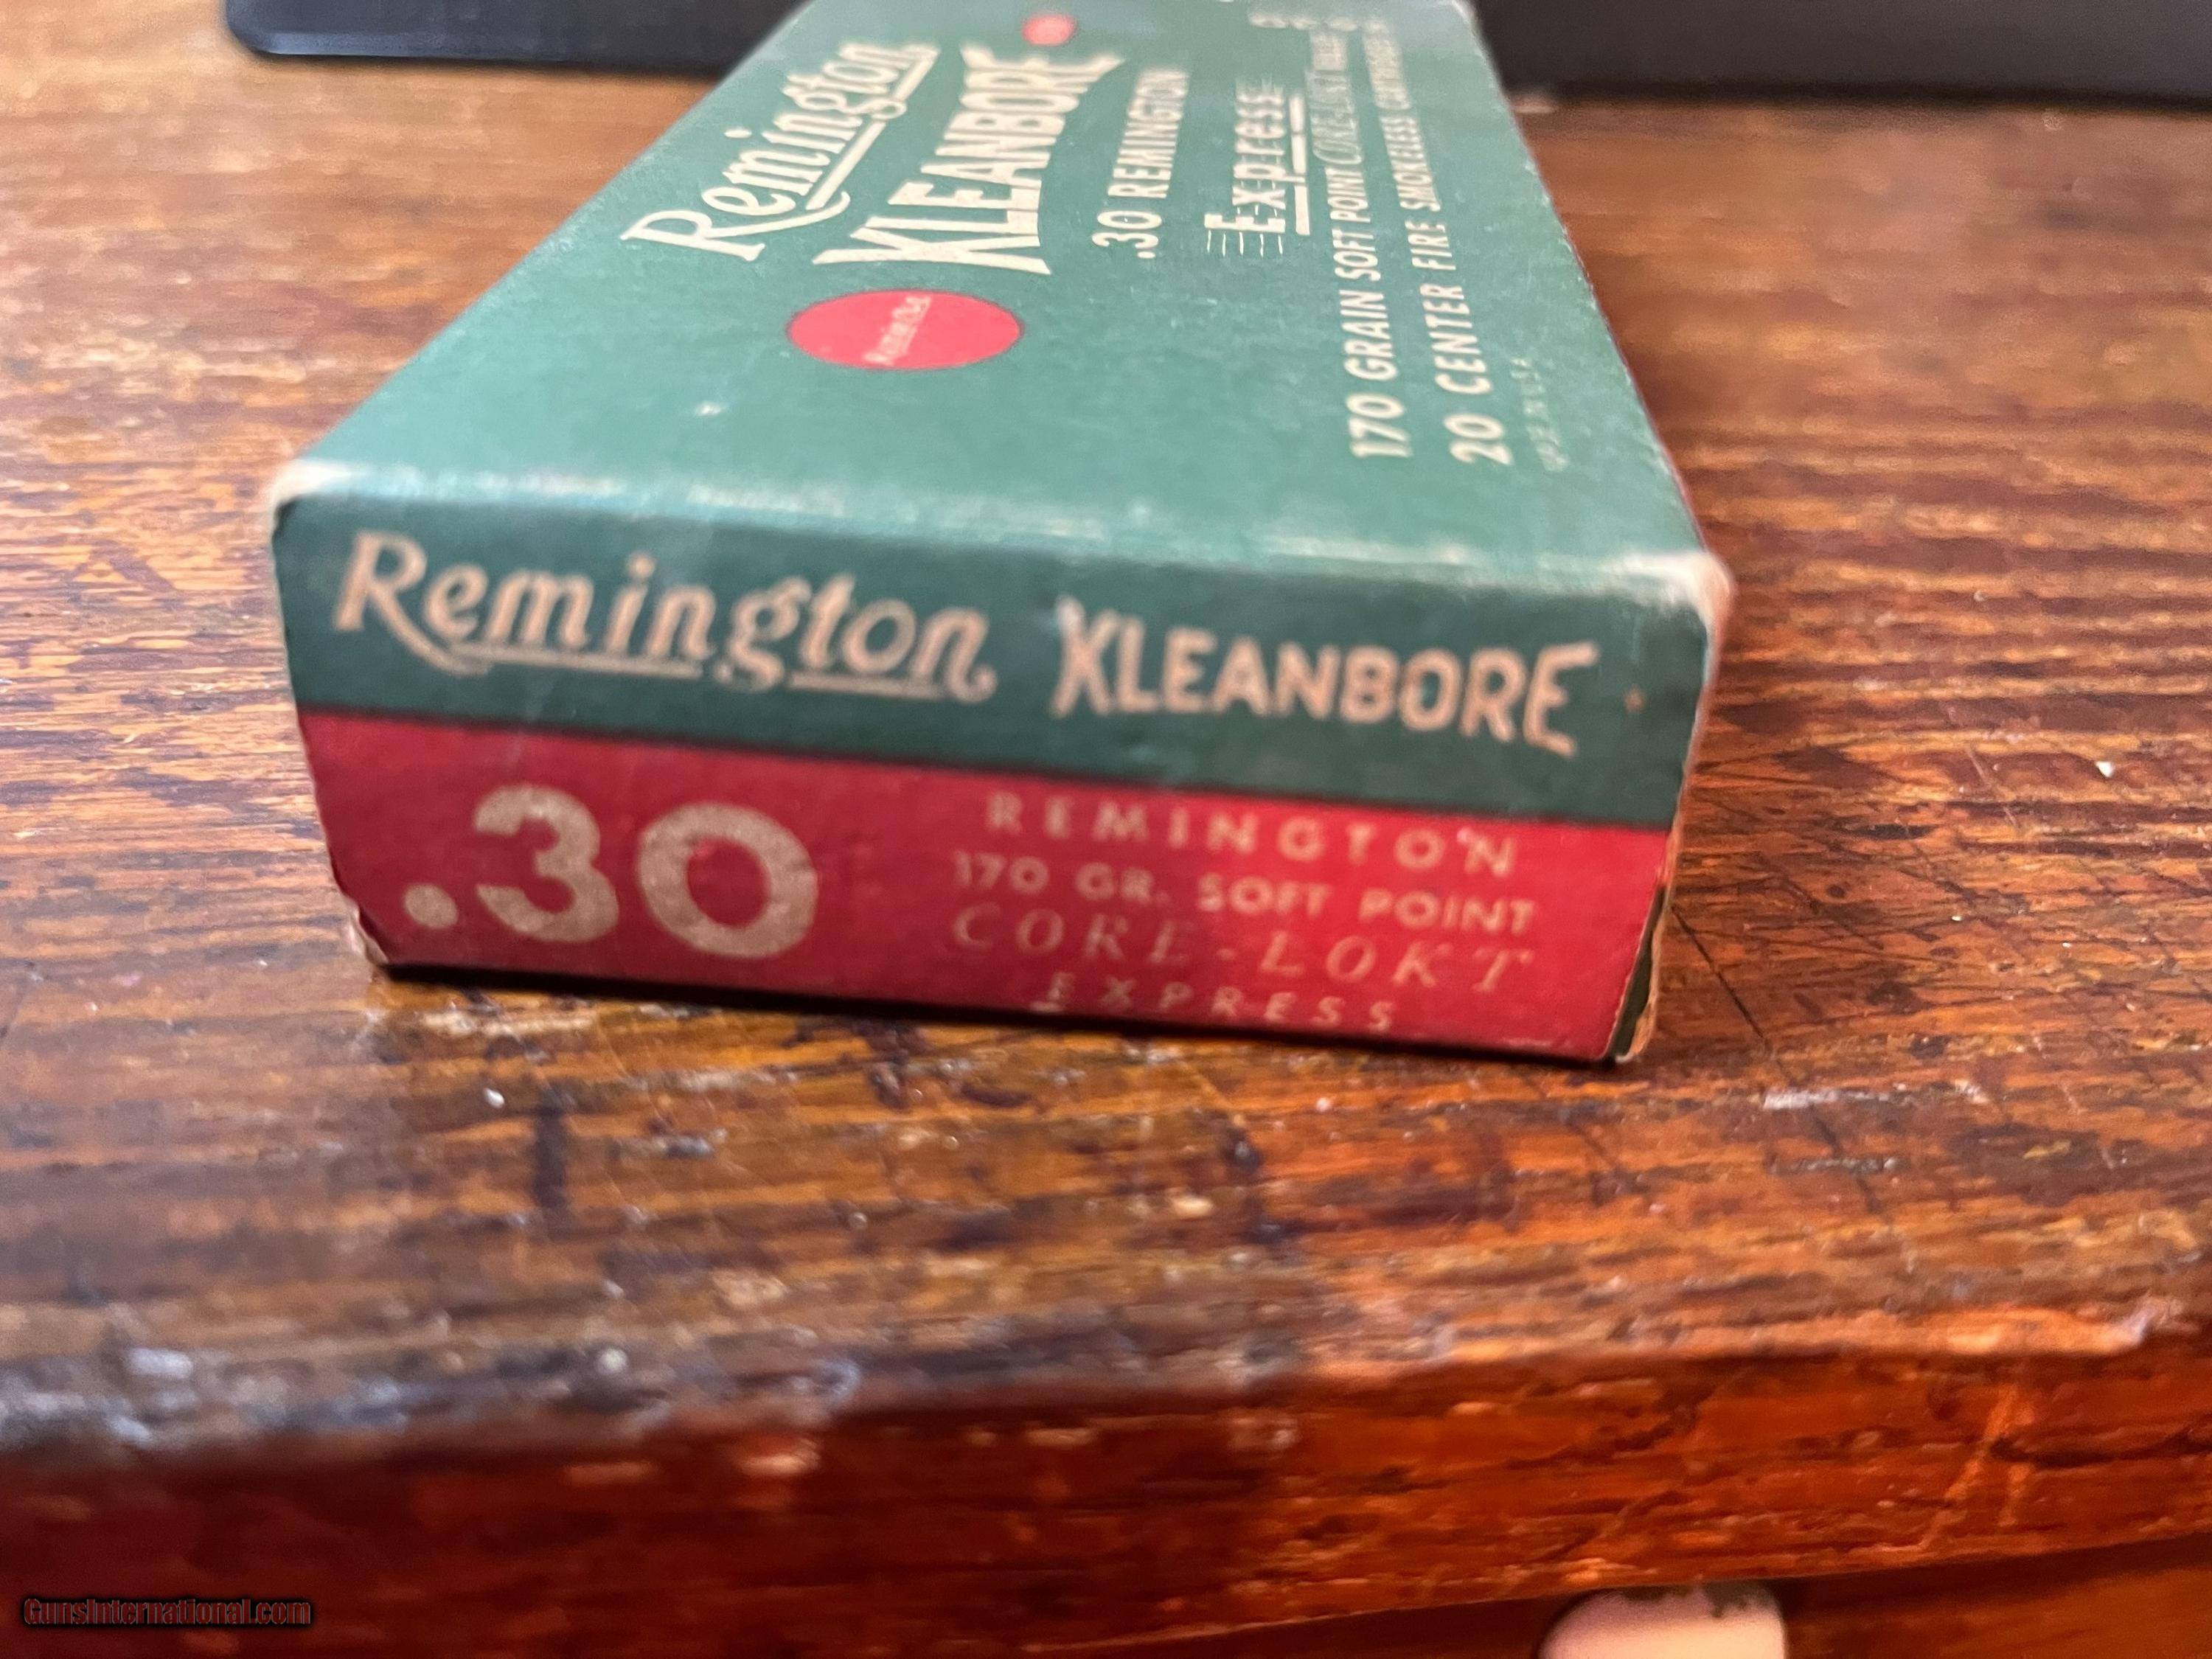 Remington
KLEANBORE
.30 REMINGTON
Express
170 GRAIN SOFT POINT CORE-LOKT
20 CENTER FIRE SMOKELESS CARTRIDGES
U.S.A.
Remington KLEANBORE
.30 REMINGTON
170 GR. SOFT POINT
CORE-LOKT
EXPRESS
GunsInternational.com